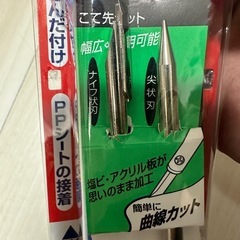 こて先
ット
んだ付け
幅広
用可能
ナイフ状刃
尖状刃
PPシートの接着
塩ビ・アクリル板が
思いのまま加工
簡単に
曲線カット